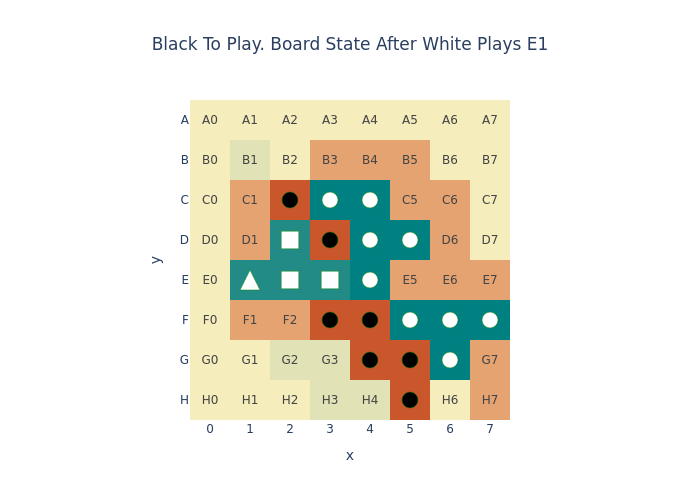 Black To Play. Board State After White Plays E1
A A0 A1 A2 A3 A4 A5 A6 A7
B B0 B1 B2 B3 B4 B5 B6 B7
C C0 C1 C5 C6 C7
D D0 D1 D6 D7
y
E E0 E5 E6 E7
F F0 F1 F2
G G0 G1 G2 G3 G7
H H0 H1 H2 H3 H4 H6 H7
0 1 2 3 4 5 6 7
x